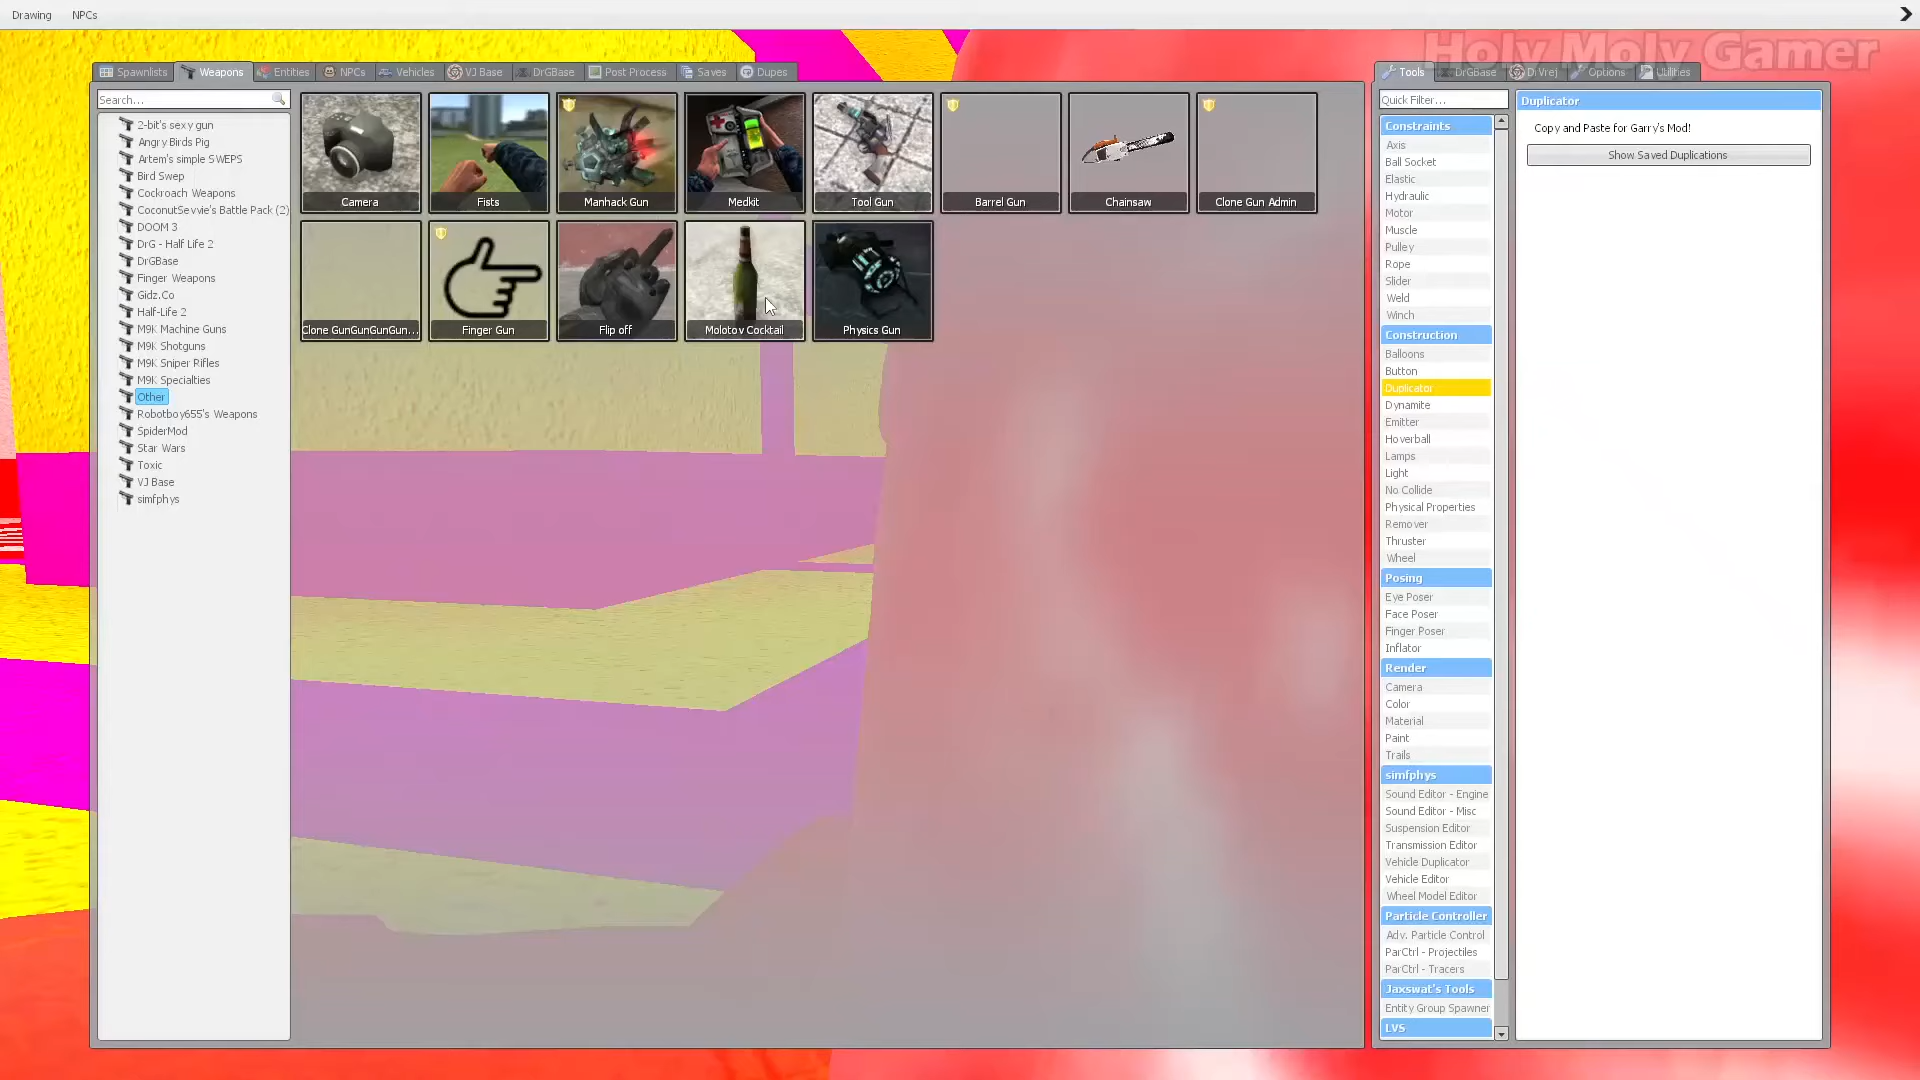 Drawing NPCs
Holy Moly Gamer
Spawnlists Weapons Entities NPCs Vehicles VJ Base DrGBase Post Process Saves Dupes
Search...
2-bit's sexy gun
Angry Birds Pig
Artem's simple SWEPS
Bird Swep
Cockroach Weapons
CoconutSevvie's Battle Pack (2)
DOOM 3
DrG - Half Life 2
DrGBase
Finger Weapons
Gidz.Co
Half-Life 2
M9K Machine Guns
M9K Shotguns
M9K Sniper Rifles
M9K Specialties
Other
Robotboy655's Weapons
SpiderMod
Star Wars
Toxic
VJ Base
simfphys
Camera Fists Manhack Gun Medkit Tool Gun Barrel Gun Chainsaw Clone Gun Admin
Clone GunGunGunGun... Finger Gun Flip off Molotov Cocktail Physics Gun
Tools DrGBase DrVrej Options Utilities
Quick Filter...
Constraints
Axis
Ball Socket
Elastic
Hydraulic
Motor
Muscle
Pulley
Rope
Slider
Weld
Winch
Construction
Balloons
Button
Duplicator
Dynamite
Emitter
Hoverball
Lamps
Light
No Collide
Physical Properties
Remover
Thruster
Wheel
Posing
Eye Poser
Face Poser
Finger Poser
Inflator
Render
Camera
Color
Material
Paint
Trails
simfphys
Sound Editor - Engine
Sound Editor - Misc
Suspension Editor
Transmission Editor
Vehicle Duplicator
Vehicle Editor
Wheel Model Editor
Particle Controller
Adv. Particle Control
ParCtrl - Projectiles
ParCtrl - Tracers
Jaxswat's Tools
Entity Group Spawner
LVS
Duplicator
Copy and Paste for Garry's Mod!
Show Saved Duplications